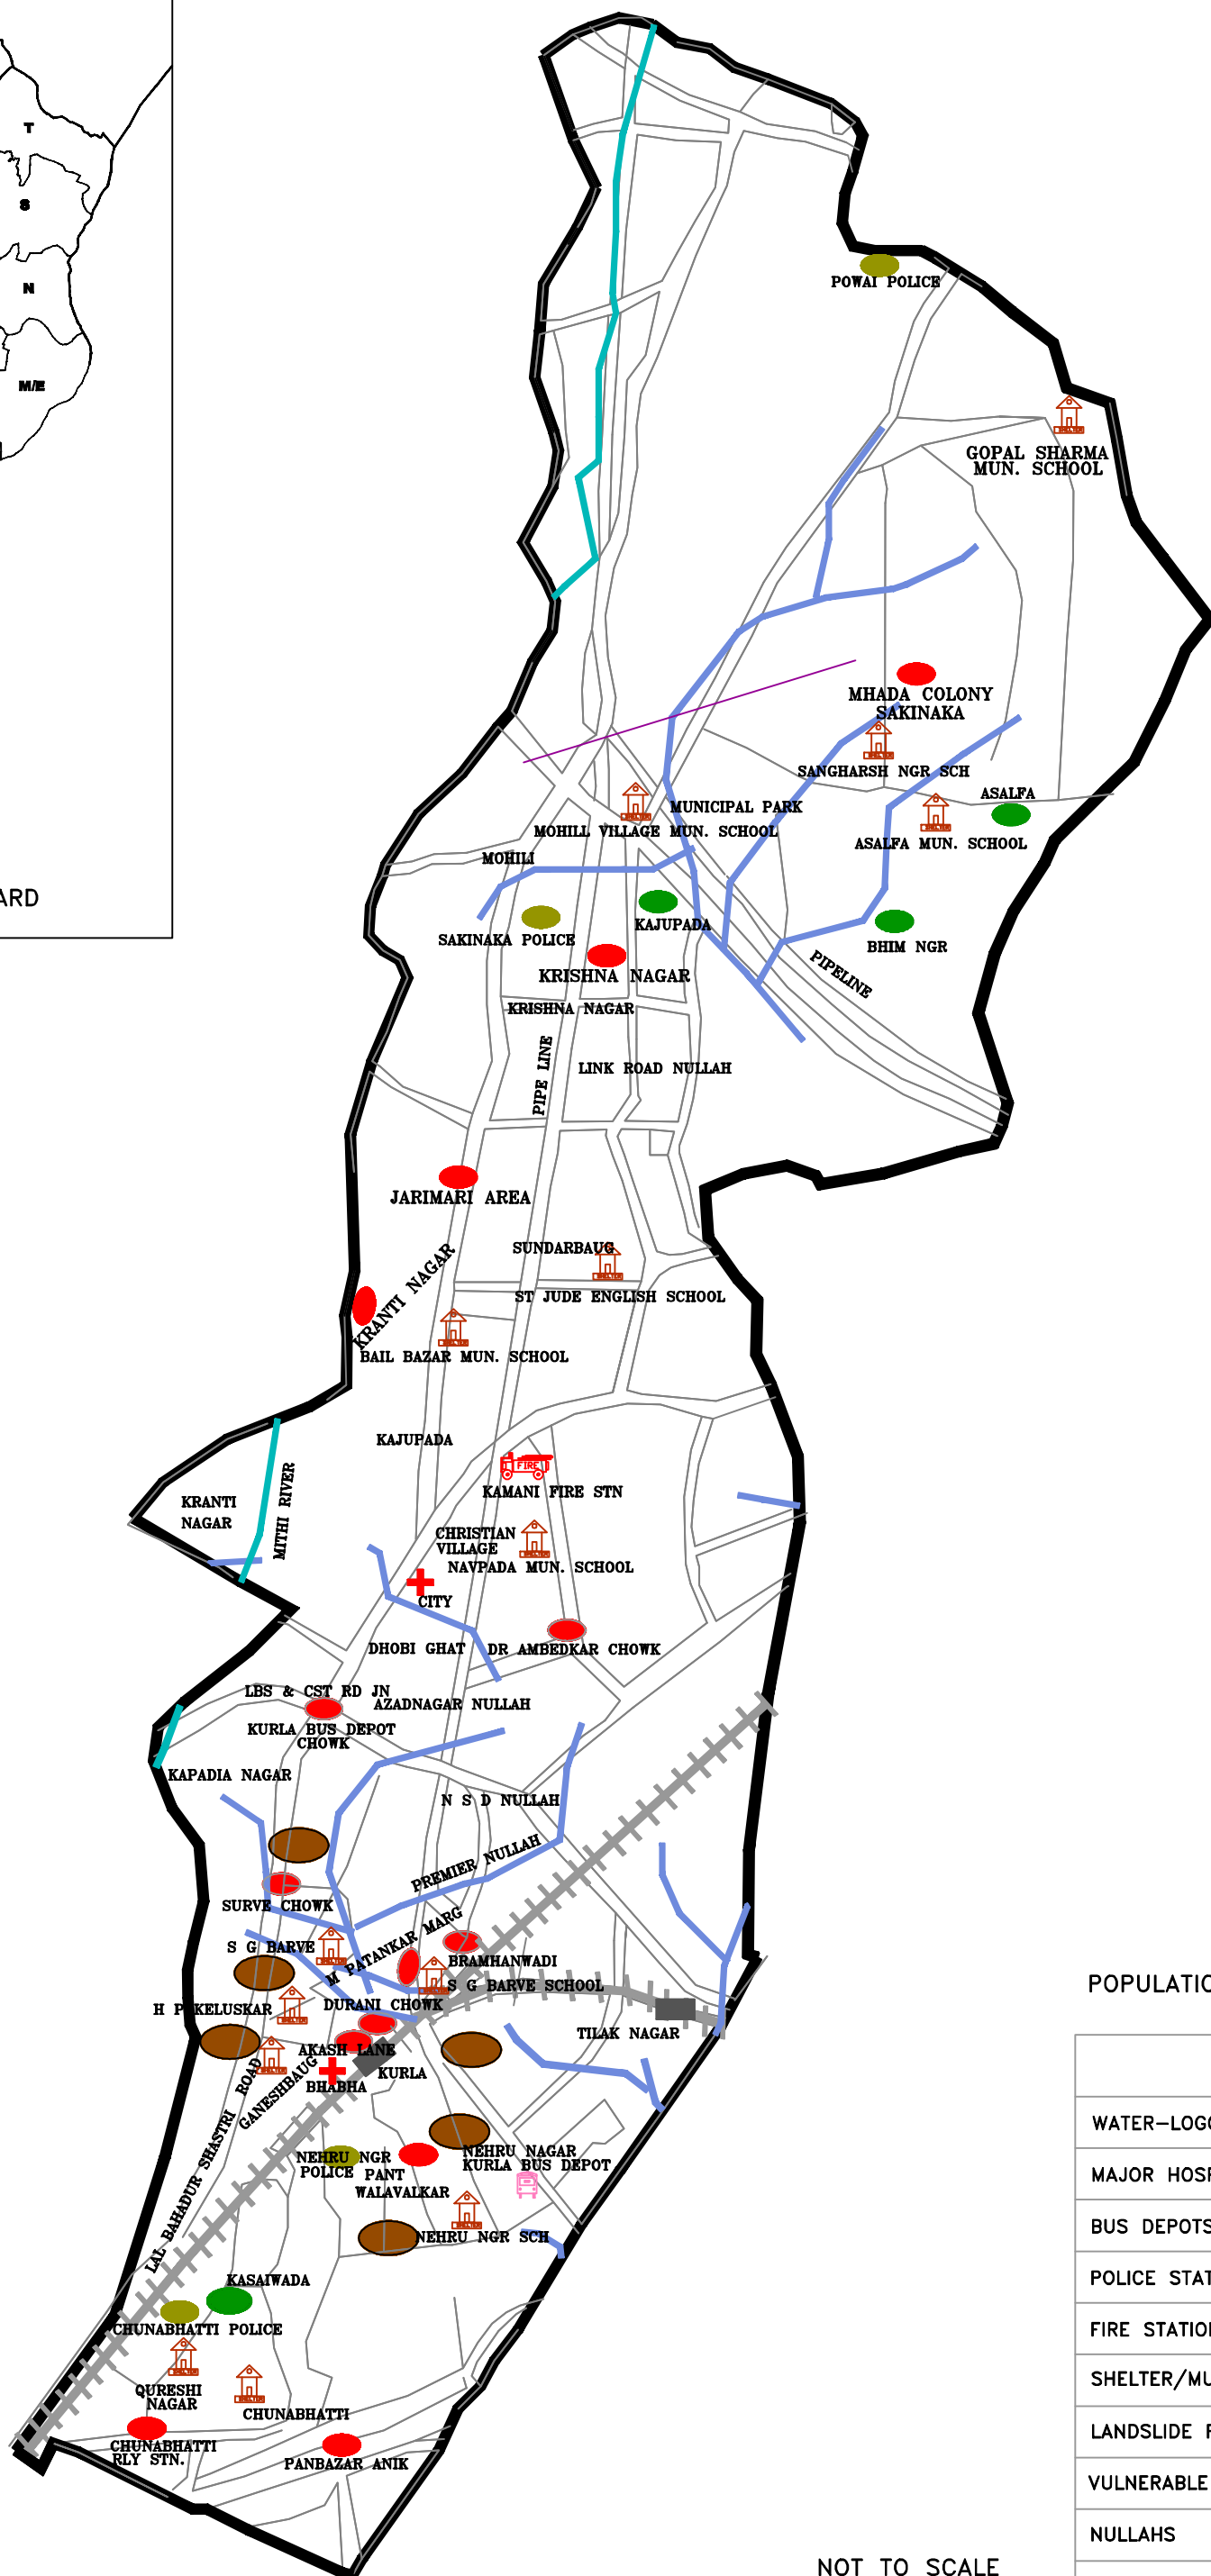 T
S
N
M/E
ARD
POWAI POLICE
GOPAL SHARMA
MUN. SCHOOL
MHADA COLONY
SAKINAKA
SANGHARSH NGR SCH
ASALFA
MUNICIPAL PARK
MOHILL VILLAGE MUN. SCHOOL
ASALFA MUN. SCHOOL
MOHILI
SAKINAKA POLICE
KAJUPADA
BHIM NGR
KRISHNA NAGAR
PIPELINE
KRISHNA NAGAR
PIPE LINE
LINK ROAD NULLAH
JARIMARI AREA
SUNDARBAUG
KRANTI NAGAR
ST JUDE ENGLISH SCHOOL
BAIL BAZAR MUN. SCHOOL
KAJUPADA
FIRE
KAMANI FIRE STN
KRANTI
NAGAR
MITHI RIVER
CHRISTIAN
VILLAGE
NAVPADA MUN. SCHOOL
CITY
DHOBI GHAT
DR AMBEDKAR CHOWK
LBS & CST RD JN
AZADNAGAR NULLAH
KURLA BUS DEPOT
CHOWK
KAPADIA NAGAR
N S D NULLAH
PREMIER NULLAH
SURVE CHOWK
M PATANKAR MARG
S G BARVE
BRAMHANWADI
S G BARVE SCHOOL
H P KELUSKAR
DURANI CHOWK
TILAK NAGAR
AKASH LANE
KURLA
BHABHA
GANESHBAUG
LAL BAHADUR SHASTRI ROAD
NEHRU NGR
POLICE
PANT
WALAVALKAR
NEHRU NAGAR
KURLA BUS DEPOT
NEHRU NGR SCH
KASAIWADA
CHUNABHATTI POLICE
QURESHI
NAGAR
CHUNABHATTI
CHUNABHATTI
RLY STN.
PANBAZAR ANIK
POPULATIO
WATER-LOGG
MAJOR HOSP
BUS DEPOTS
POLICE STAT
FIRE STATION
SHELTER/MU
LANDSLIDE P
VULNERABLE
NULLAHS
NOT TO SCALE